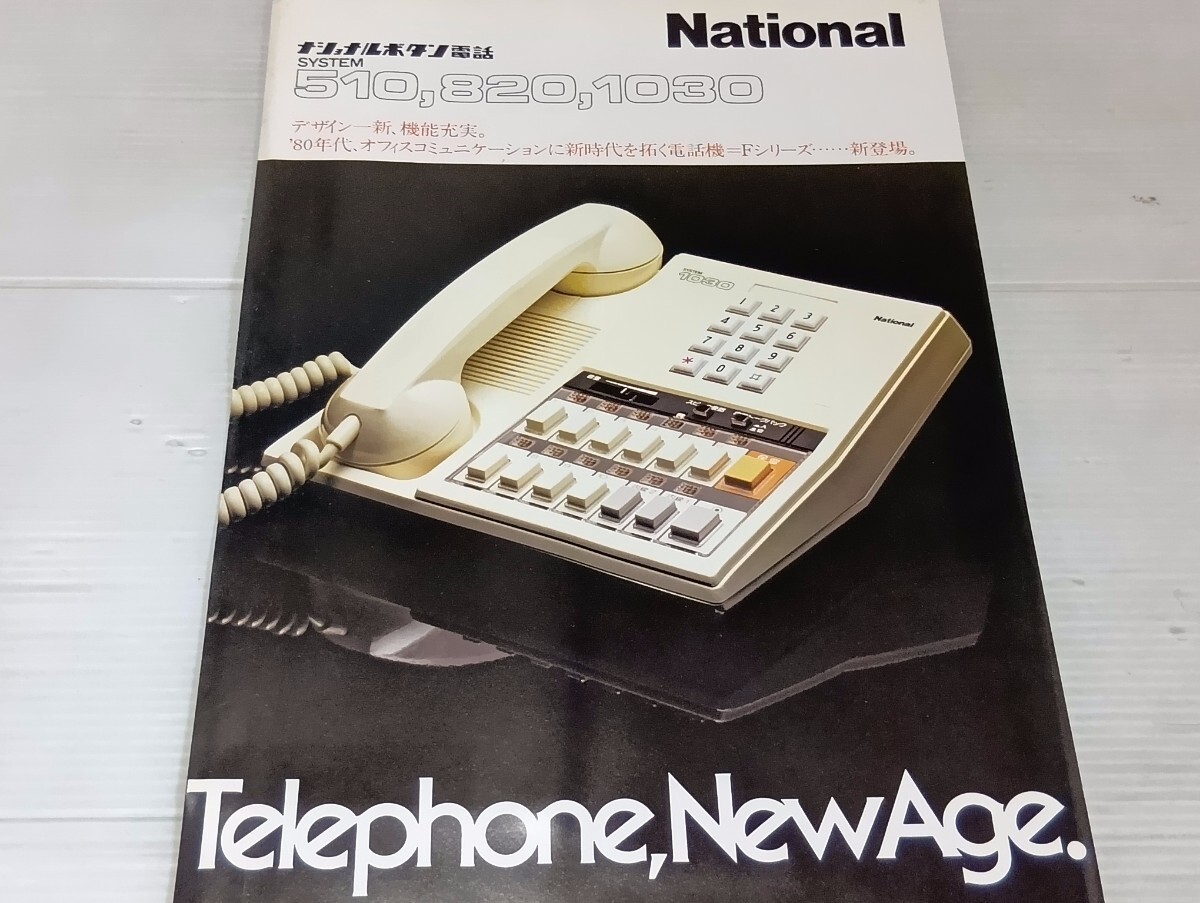 National
ナショナルボタン電話
SYSTEM
510,820,1030
デザイン一新、機能充実。
'80年代、オフィスコミュニケーションに新時代を拓く電話機=Fシリーズ……新登場。
SYSTEM
1030
National
1 2 3
4 5 6
7 8 9
* 0 ¤
Telephone, New Age.